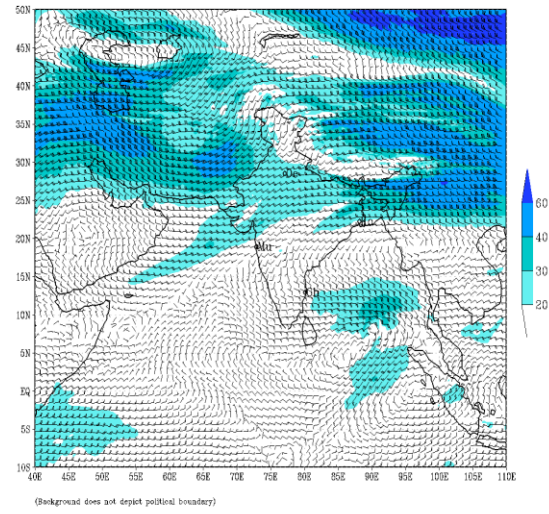 50N
45N
40N
35N
30N
De
25N
20N
Mu
15N
Ch
10N
5N
EQ
5S
10S
40E 45E 50E 55E 60E 65E 70E 75E 80E 85E 90E 95E 100E 105E 110E
60
40
30
20
(Background does not depict political boundary)